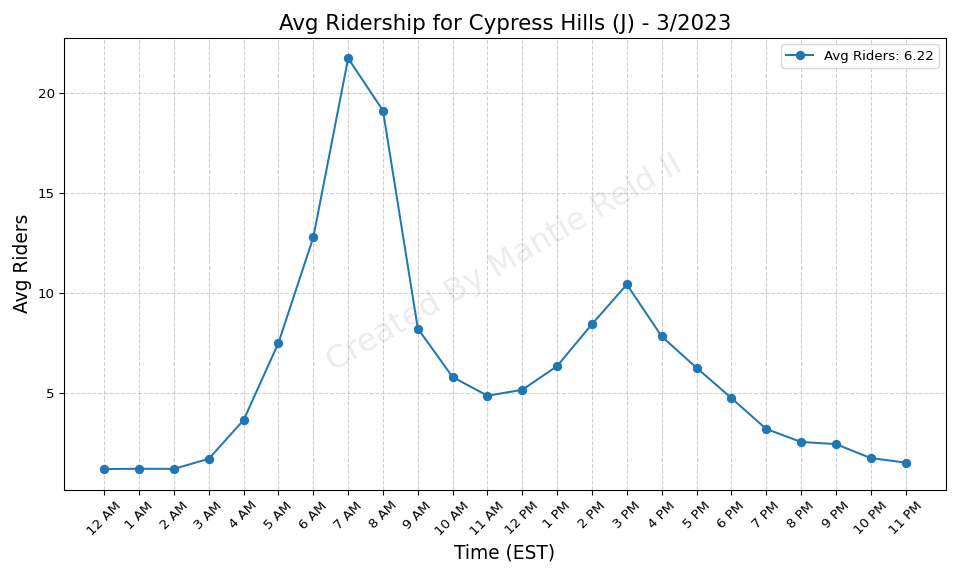 Avg Ridership for Cypress Hills (J) - 3/2023
Avg Riders: 6.22
Avg Riders
20
15
10
5
Created By Mantle Reid II
12 AM
1 AM
2 AM
3 AM
4 AM
5 AM
6 AM
7 AM
8 AM
9 AM
10 AM
11 AM
12 PM
1 PM
2 PM
3 PM
4 PM
5 PM
6 PM
7 PM
8 PM
9 PM
10 PM
11 PM
Time (EST)